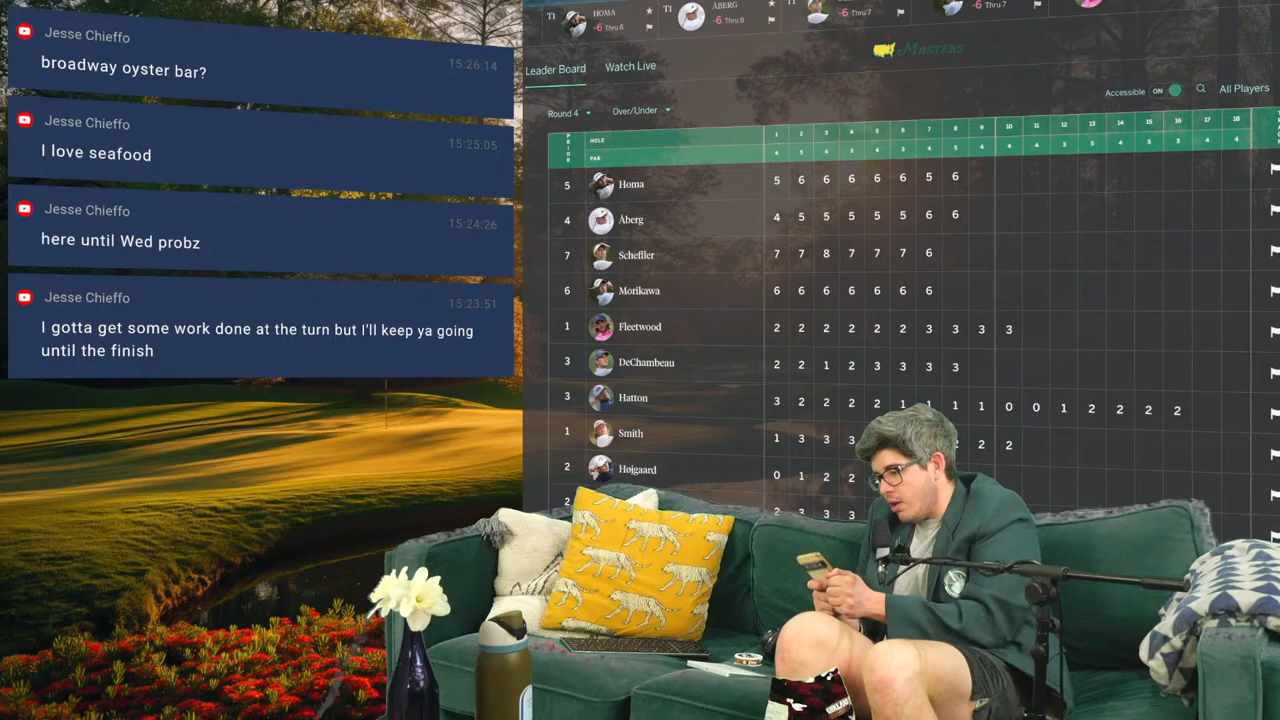 Jesse Chieffo
15:26:14
broadway oyster bar?
Jesse Chieffo
15:25:05
I love seafood
Jesse Chieffo
15:24:26
here until Wed probz
Jesse Chieffo
15:23:51
I gotta get some work done at the turn but I'll keep ya going
until the finish
T1 HOMA
-6 Thru 8
T1 ÅBERG
-6 Thru 8
-6 Thru 7
-6 Thru 7
Masters
Leader Board Watch Live
Accessible ON All Players
Round 4 Over/Under
PRIOR HOLE 1 2 3 4 5 6 7 8 9 10 11 12 13 14 15 16 17 18
PAR 4 5 4 3 4 3 4 5 4 4 4 3 5 4 5 3 4 4
5 Homa 5 6 6 6 6 6 5 6
4 Åberg 4 5 5 5 5 5 6 6
7 Scheffler 7 7 8 7 7 7 6
6 Morikawa 6 6 6 6 6 6 6
1 Fleetwood 2 2 2 2 2 2 3 3 3 3
3 DeChambeau 2 2 1 2 3 3 3 3
3 Hatton 3 2 2 2 2 1 1 1 1 0 0 1 2 2 2 2 2
1 Smith 1 3 3 3 2 2 2
2 Højgaard 0 1 2 2
2 2 3 3 3